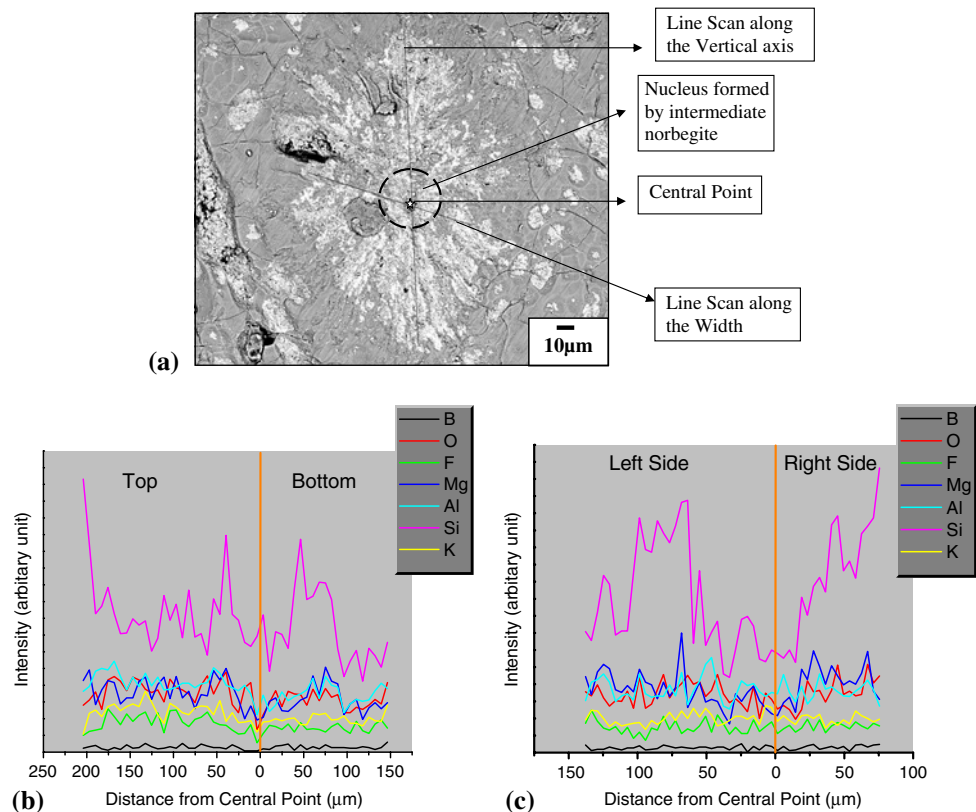 Line Scan along
the Vertical axis
Nucleus formed
by intermediate
norbegite
Central Point
Line Scan along
the Width
10µm
(a)
B
O
F
Mg
Al
Si
K
Top
Bottom
Intensity (arbitary unit)
250 200 150 100 50 0 50 100 150
Distance from Central Point (µm)
(b)
B
O
F
Mg
Al
Si
K
Left Side
Right Side
Intensity (arbitary unit)
150 100 50 0 50 100
Distance from Central Point (µm)
(c)